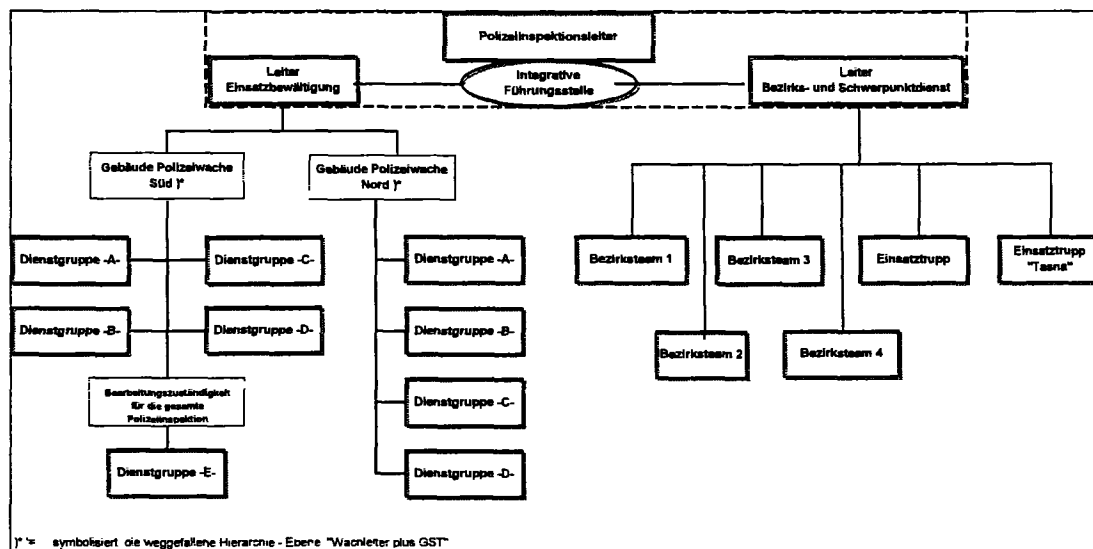 Polizeiinspektionsleiter
Leiter
Einsatzbewältigung
Integrative
Führungsstelle
Leiter
Bezirks- und Schwerpunktdienst
Gebäude Polizeiwache
Süd )*
Gebäude Polizeiwache
Nord )*
Dienstgruppe -A-
Dienstgruppe -C-
Dienstgruppe -A-
Bezirksteam 1
Bezirksteam 3
Einsatztrupp
Einsatztrupp
"Tasna"
Dienstgruppe -B-
Dienstgruppe -D-
Dienstgruppe -B-
Bezirksteam 2
Bezirksteam 4
Bearbeitungszuständigkeit
für die gesamte
Polizeiinspektion
Dienstgruppe -C-
Dienstgruppe -E-
Dienstgruppe -D-
)* = symbolisiert die weggefallene Hierarchie - Ebene "Wachleiter plus GST"